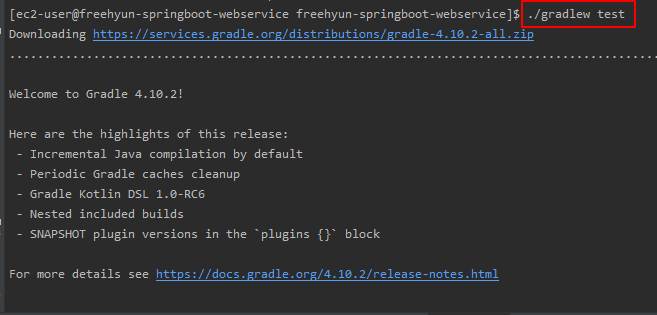 [ec2-user@freehyun-springboot-webservice freehyun-springboot-webservice]$ ./gradlew test
Downloading https://services.gradle.org/distributions/gradle-4.10.2-all.zip
..........................................................................................
Welcome to Gradle 4.10.2!
Here are the highlights of this release:
- Incremental Java compilation by default
- Periodic Gradle caches cleanup
- Gradle Kotlin DSL 1.0-RC6
- Nested included builds
- SNAPSHOT plugin versions in the `plugins {}` block
For more details see https://docs.gradle.org/4.10.2/release-notes.html